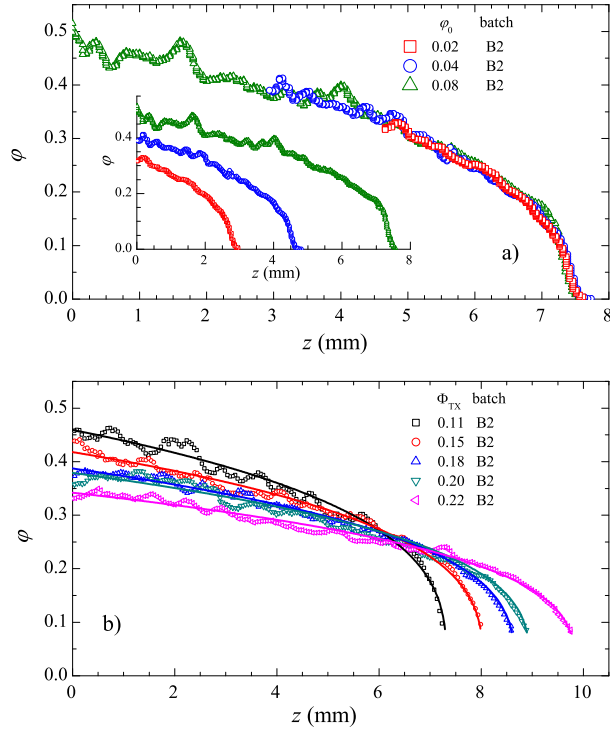 φ₀ batch
0.02 B2
0.04 B2
0.08 B2
0.5
0.4
0.3
0.2
0.1
0.0
φ
0.4
0.2
0.0
φ
0 2 4 6 8
z (mm)
a)
0 1 2 3 4 5 6 7 8
z (mm)
Φ_TX batch
0.11 B2
0.15 B2
0.18 B2
0.20 B2
0.22 B2
0.5
0.4
0.3
0.2
0.1
0.0
φ
b)
0 2 4 6 8 10
z (mm)